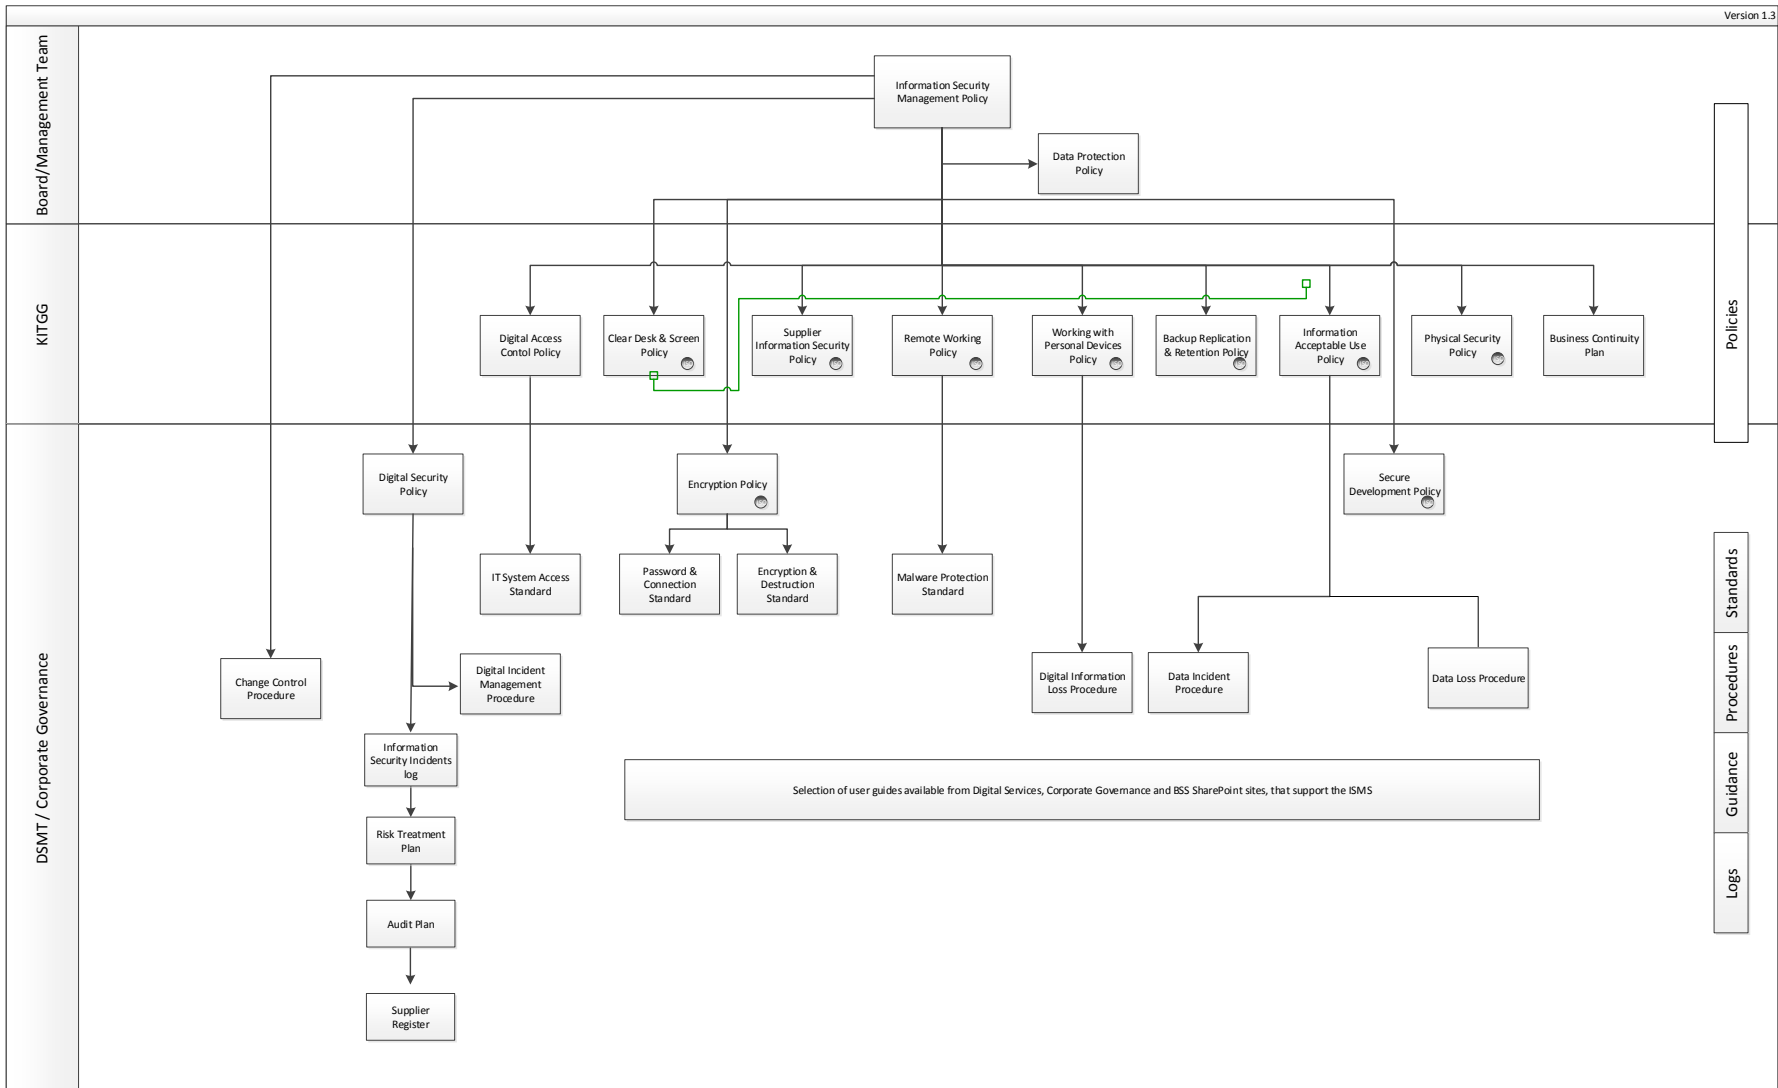 Version 1.3
Board/Management Team
Information Security
Management Policy
Data Protection
Policy
Policies
KITGG
Digital Access
Contol Policy
Clear Desk & Screen
Policy
Supplier
Information Security
Policy
Remote Working
Policy
Working with
Personal Devices
Policy
Backup Replication
& Retention Policy
Information
Acceptable Use
Policy
Physical Security
Policy
Business Continuity
Plan
DSMT / Corporate Governance
Digital Security
Policy
Encryption Policy
Secure
Development Policy
Standards
IT System Access
Standard
Password &
Connection
Standard
Encryption &
Destruction
Standard
Malware Protection
Standard
Procedures
Change Control
Procedure
Digital Incident
Management
Procedure
Digital Information
Loss Procedure
Data Incident
Procedure
Data Loss Procedure
Guidance
Information
Security Incidents
log
Selection of user guides available from Digital Services, Corporate Governance and BSS SharePoint sites, that support the ISMS
Risk Treatment
Plan
Logs
Audit Plan
Supplier
Register